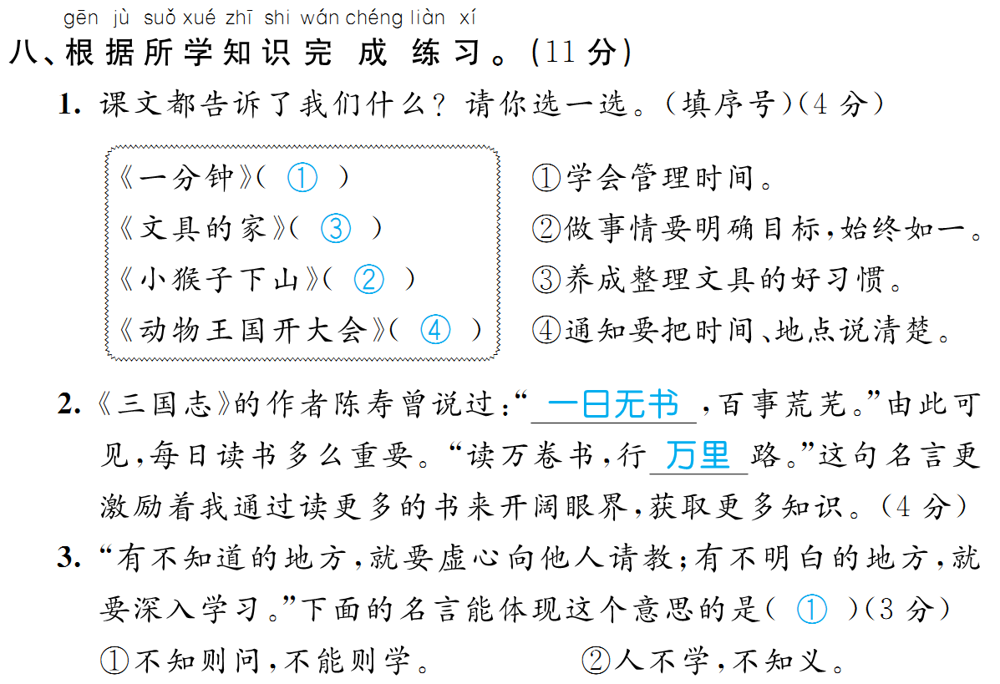 gēn jù suǒ xué zhī shi wán chéng liàn xí
八、根据所学知识完成练习。(11分)
1. 课文都告诉了我们什么？请你选一选。(填序号)(4分)
《一分钟》( ① ) ①学会管理时间。
《文具的家》( ③ ) ②做事情要明确目标,始终如一。
《小猴子下山》( ② ) ③养成整理文具的好习惯。
《动物王国开大会》( ④ ) ④通知要把时间、地点说清楚。
2.《三国志》的作者陈寿曾说过:“ 一日无书 ,百事荒芜。”由此可
见,每日读书多么重要。“读万卷书,行 万里 路。”这句名言更
激励着我通过读更多的书来开阔眼界,获取更多知识。(4分)
3. “有不知道的地方,就要虚心向他人请教;有不明白的地方,就
要深入学习。”下面的名言能体现这个意思的是( ① )(3分)
①不知则问,不能则学。 ②人不学,不知义。